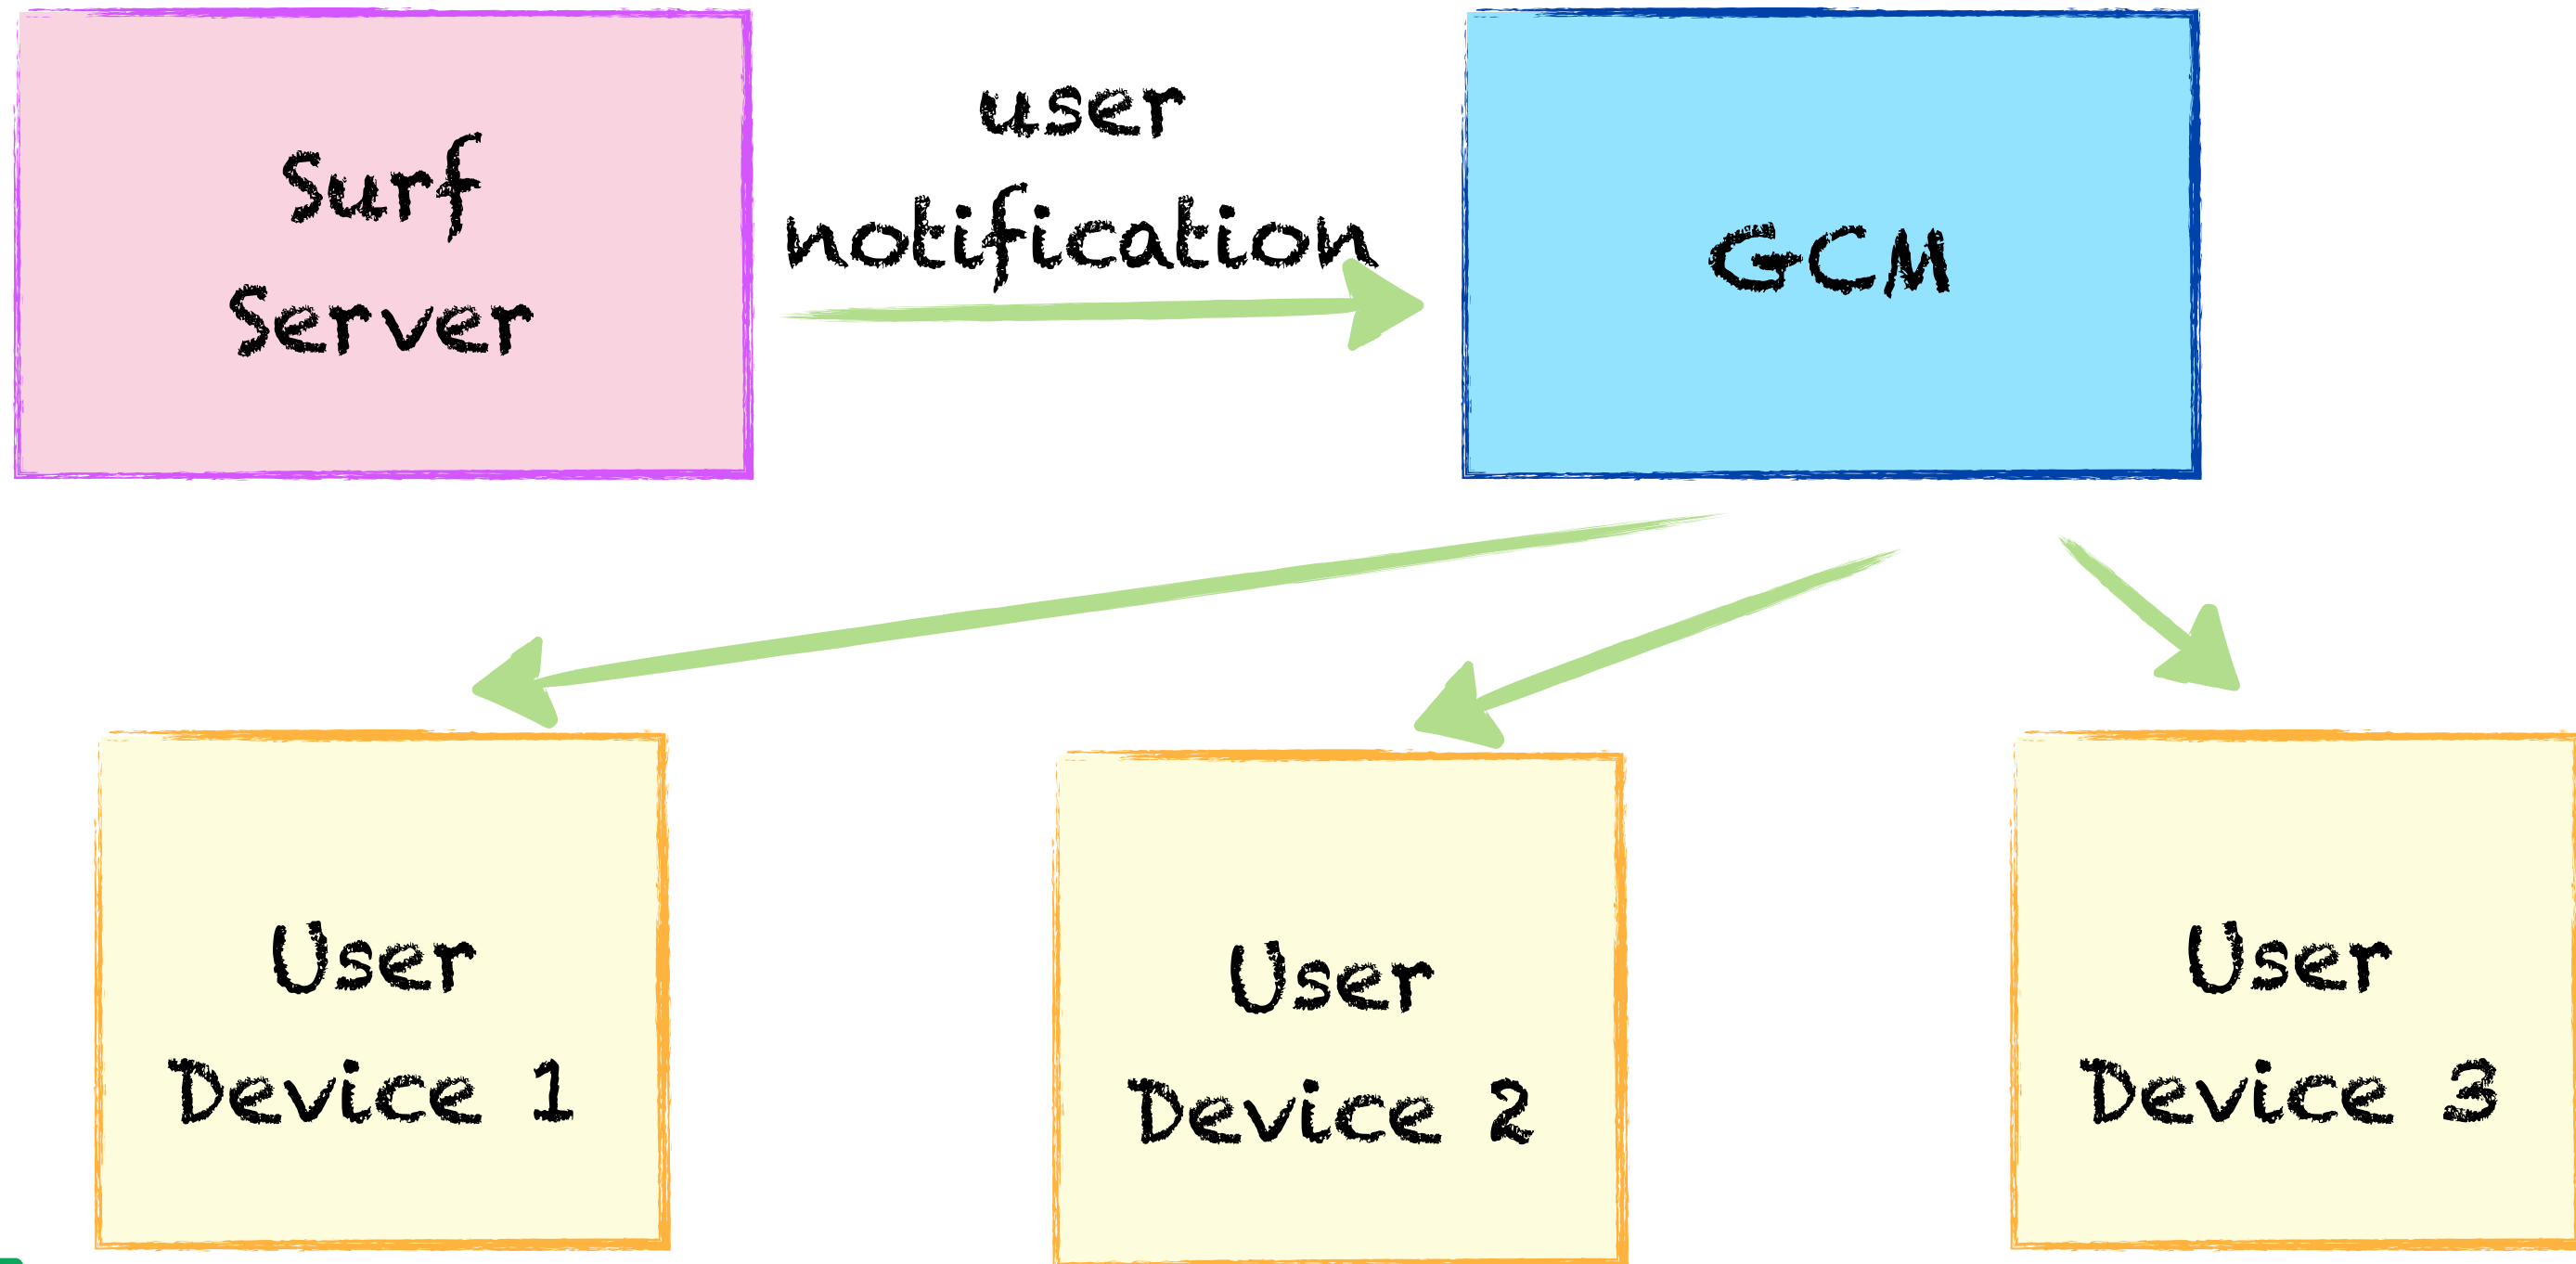 Surf
Server
user
notification
GCM
User
Device 1
User
Device 2
User
Device 3